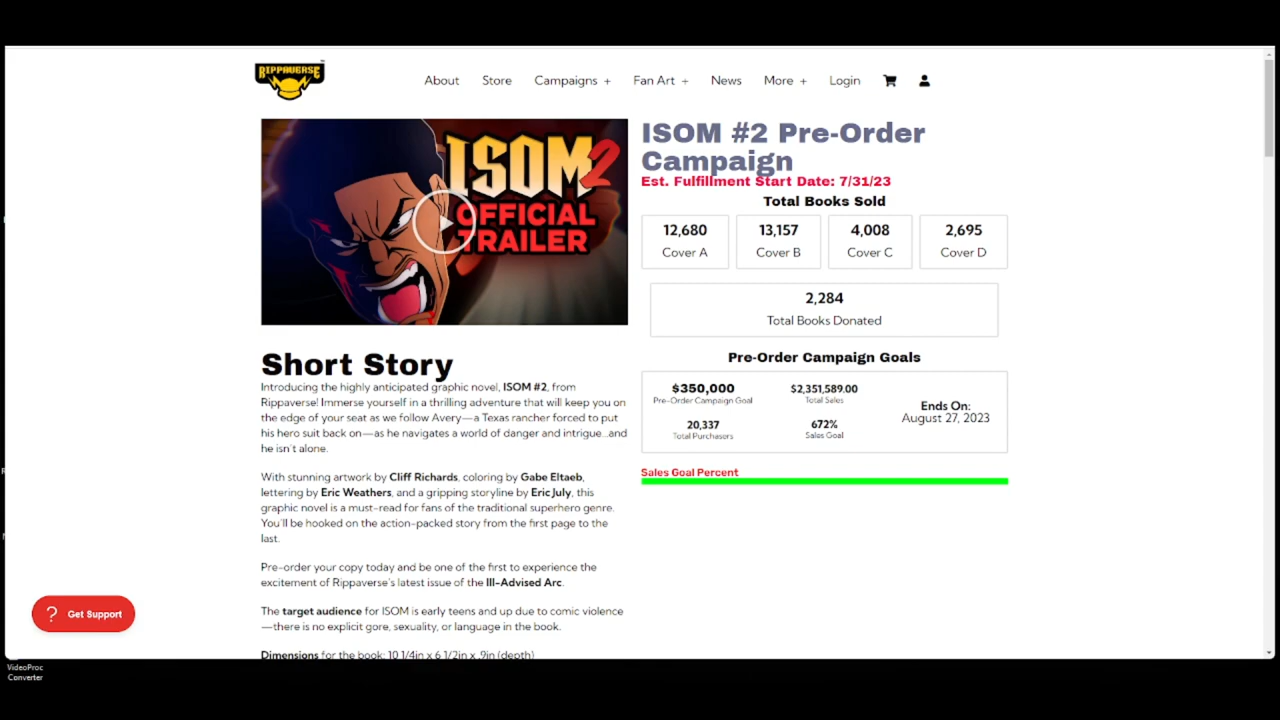 RIPPAVERSE
About Store Campaigns + Fan Art + News More + Login
ISOM 2
OFFICIAL
TRAILER
Short Story
Introducing the highly anticipated graphic novel, ISOM #2, from
Rippaverse! Immerse yourself in a thrilling adventure that will keep you on
the edge of your seat as we follow Avery—a Texas rancher forced to put
his hero suit back on—as he navigates a world of danger and intrigue...and
he isn't alone.
With stunning artwork by Cliff Richards, coloring by Gabe Eltaeb,
lettering by Eric Weathers, and a gripping storyline by Eric July, this
graphic novel is a must-read for fans of the traditional superhero genre.
You'll be hooked on the action-packed story from the first page to the
last.
Pre-order your copy today and be one of the first to experience the
excitement of Rippaverse's latest issue of the Ill-Advised Arc.
The target audience for ISOM is early teens and up due to comic violence
—there is no explicit gore, sexuality, or language in the book.
Dimensions for the book: 10 1/4in x 6 1/2in x .9in (depth)
ISOM #2 Pre-Order
Campaign
Est. Fulfillment Start Date: 7/31/23
Total Books Sold
12,680 13,157 4,008 2,695
Cover A Cover B Cover C Cover D
2,284
Total Books Donated
Pre-Order Campaign Goals
$350,000 $2,351,589.00
Pre-Order Campaign Goal Total Sales
Ends On:
August 27, 2023
20,337 672%
Total Purchasers Sales Goal
Sales Goal Percent
? Get Support
VideoProc
Converter